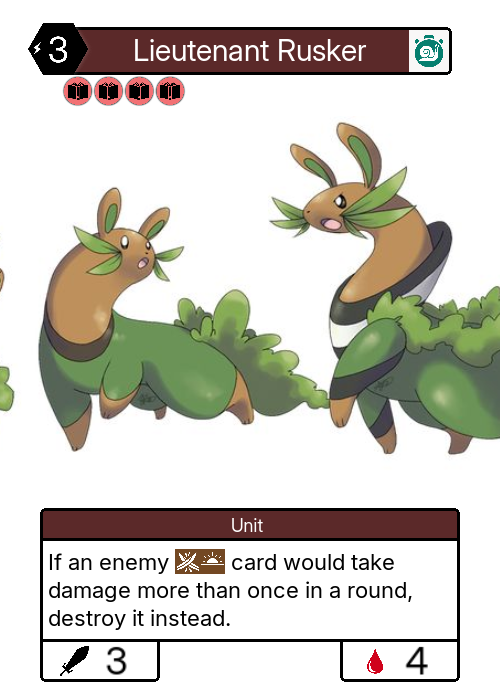 3
Lieutenant Rusker
Unit
If an enemy card would take
damage more than once in a round,
destroy it instead.
3
4